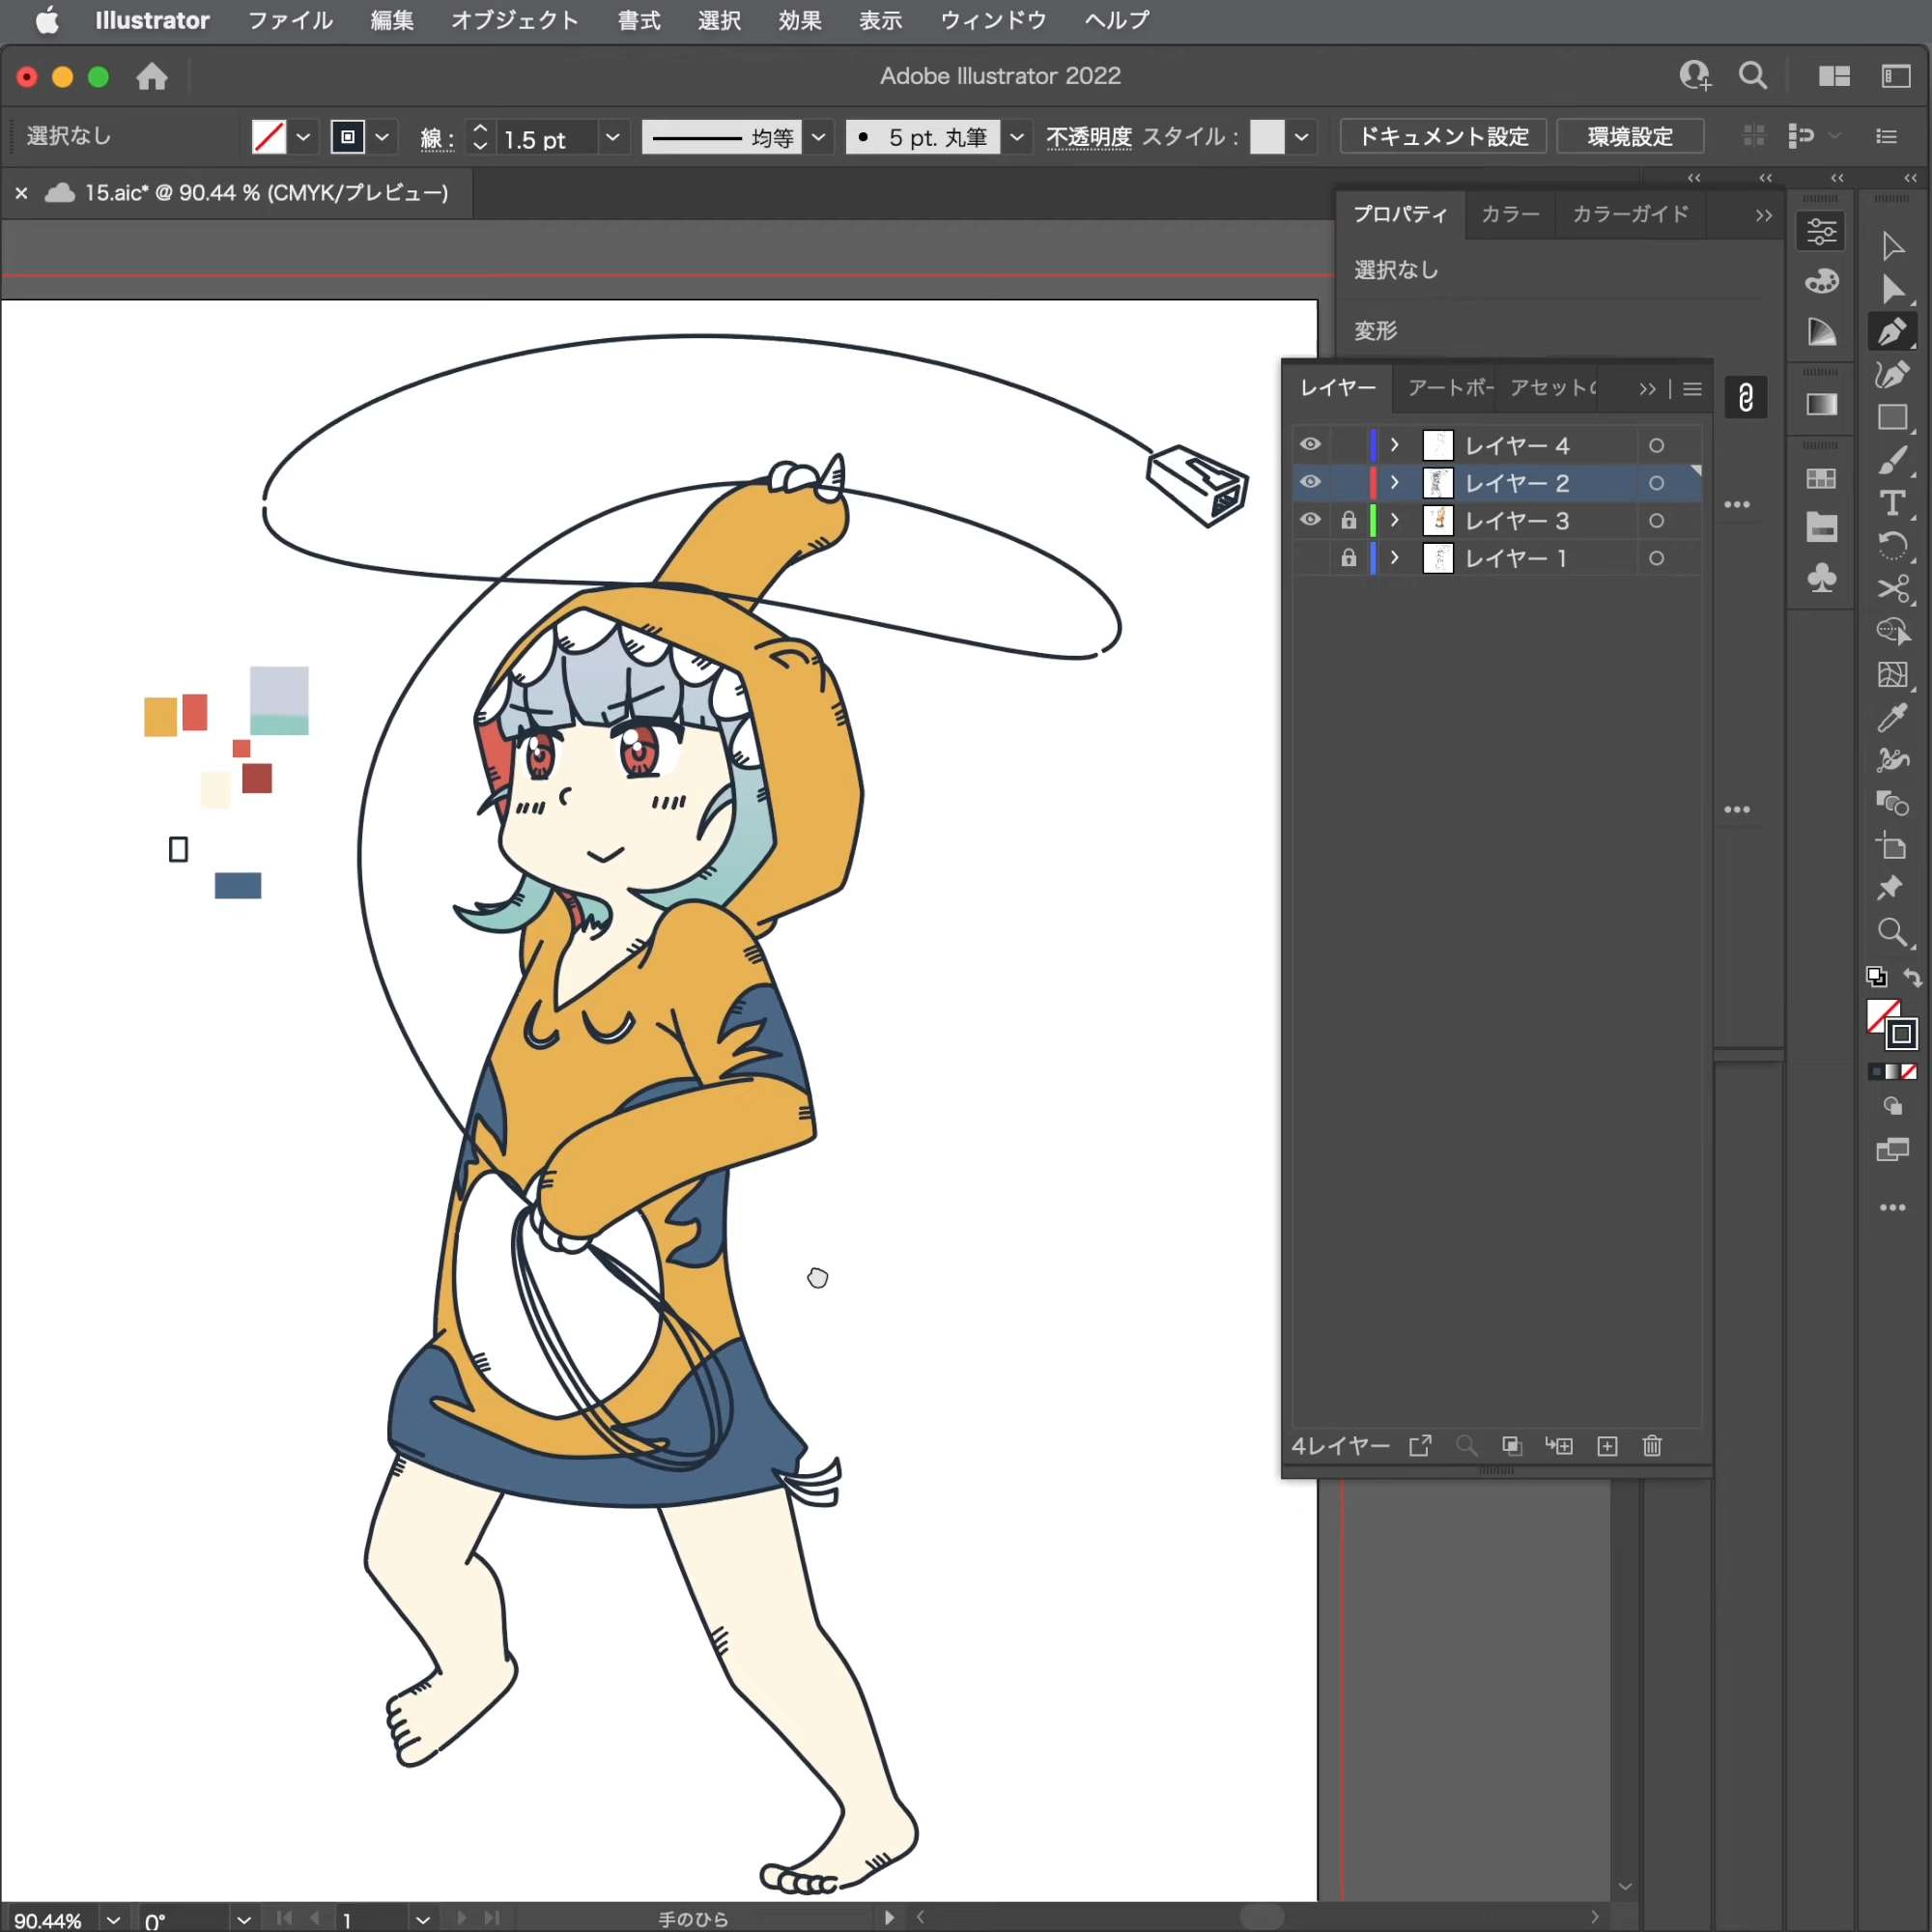 Illustrator ファイル 編集 オブジェクト 書式 選択 効果 表示 ウィンドウ ヘルプ
Adobe Illustrator 2022
選択なし 線 : 1.5 pt 均等 5 pt. 丸筆 不透明度 スタイル : ドキュメント設定 環境設定
15.aic* @ 90.44 % (CMYK/プレビュー)
プロパティ カラー カラーガイド
選択なし
変形
レイヤー アートボー アセットの
レイヤー 4
レイヤー 2
レイヤー 3
レイヤー 1
4レイヤー
90.44% 0° 1 手のひら